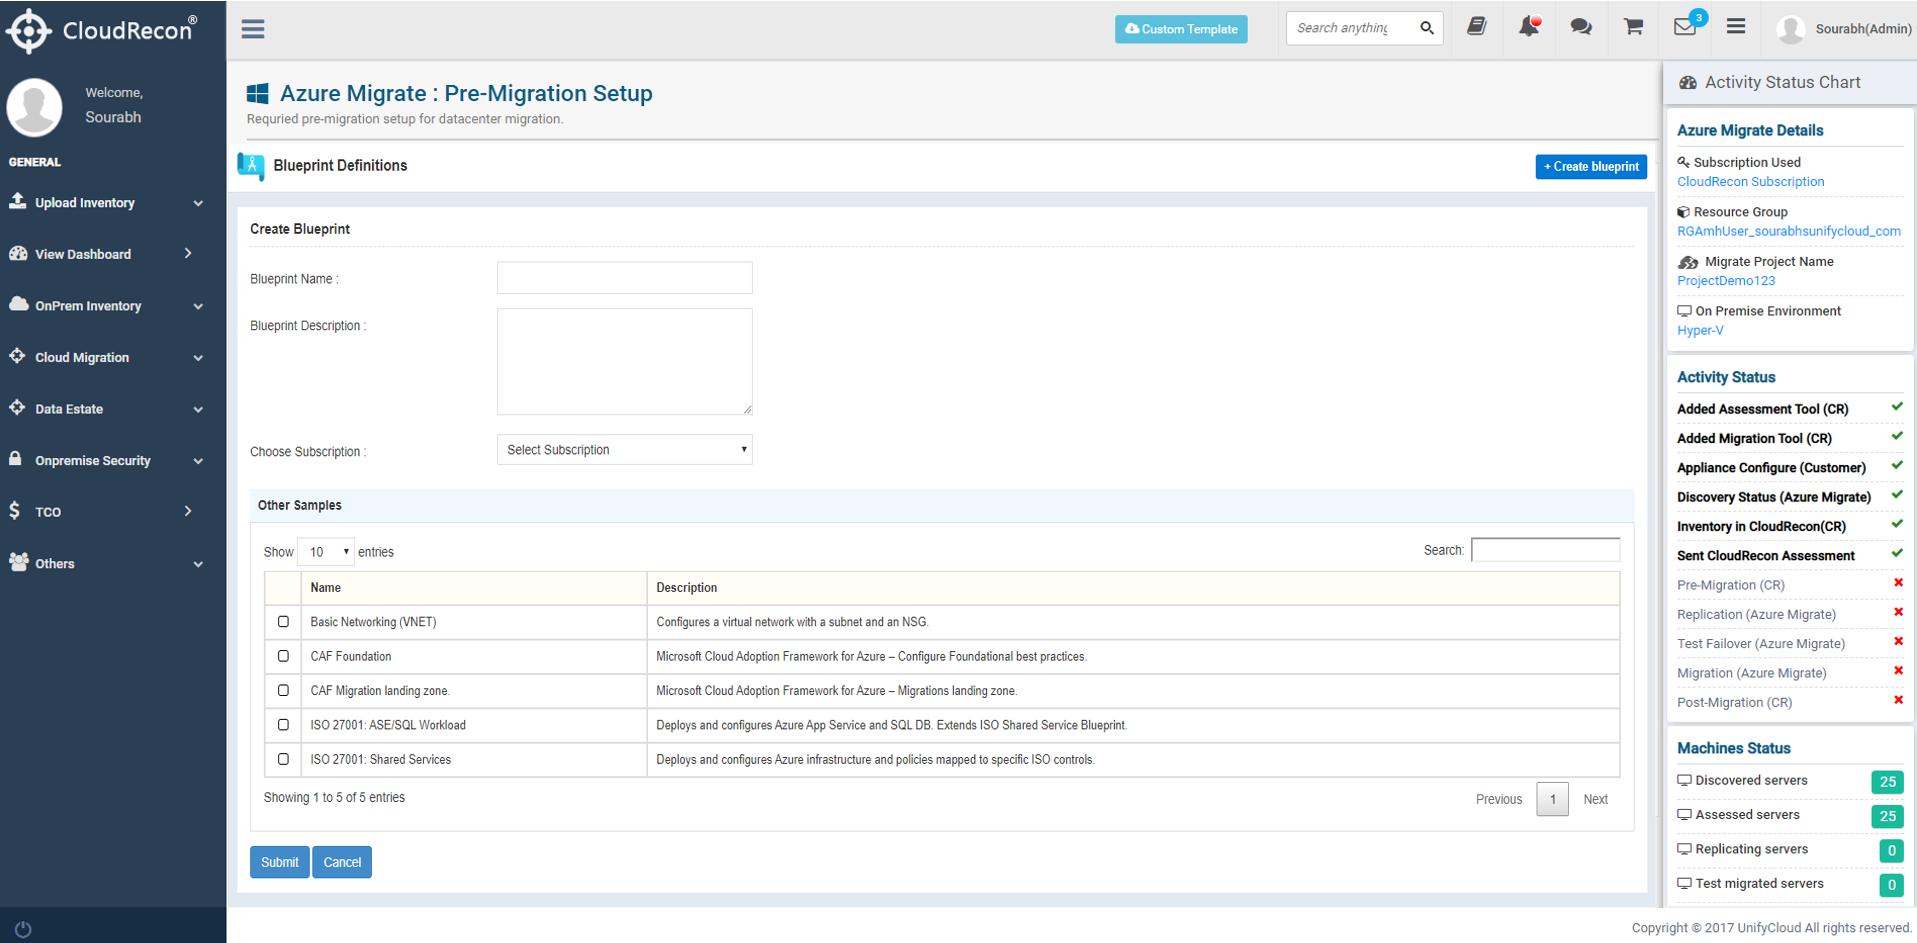 CloudRecon®
Custom Template
Search anything
3
Sourabh(Admin)
Welcome,
Sourabh
GENERAL
Upload Inventory
View Dashboard
OnPrem Inventory
Cloud Migration
Data Estate
Onpremise Security
TCO
Others
Azure Migrate : Pre-Migration Setup
Requried pre-migration setup for datacenter migration.
Blueprint Definitions
+ Create blueprint
Create Blueprint
Blueprint Name :
Blueprint Description :
Choose Subscription :
Select Subscription
Other Samples
Show 10 entries
Search:
Name Description
Basic Networking (VNET) Configures a virtual network with a subnet and an NSG.
CAF Foundation Microsoft Cloud Adoption Framework for Azure – Configure Foundational best practices.
CAF Migration landing zone. Microsoft Cloud Adoption Framework for Azure – Migrations landing zone.
ISO 27001: ASE/SQL Workload Deploys and configures Azure App Service and SQL DB. Extends ISO Shared Service Blueprint.
ISO 27001: Shared Services Deploys and configures Azure infrastructure and policies mapped to specific ISO controls.
Showing 1 to 5 of 5 entries
Previous 1 Next
Submit Cancel
Activity Status Chart
Azure Migrate Details
Subscription Used
CloudRecon Subscription
Resource Group
RGAmhUser_sourabhsunifycloud_com
Migrate Project Name
ProjectDemo123
On Premise Environment
Hyper-V
Activity Status
Added Assessment Tool (CR)
Added Migration Tool (CR)
Appliance Configure (Customer)
Discovery Status (Azure Migrate)
Inventory in CloudRecon(CR)
Sent CloudRecon Assessment
Pre-Migration (CR)
Replication (Azure Migrate)
Test Failover (Azure Migrate)
Migration (Azure Migrate)
Post-Migration (CR)
Machines Status
Discovered servers 25
Assessed servers 25
Replicating servers 0
Test migrated servers 0
Copyright © 2017 UnifyCloud All rights reserved.